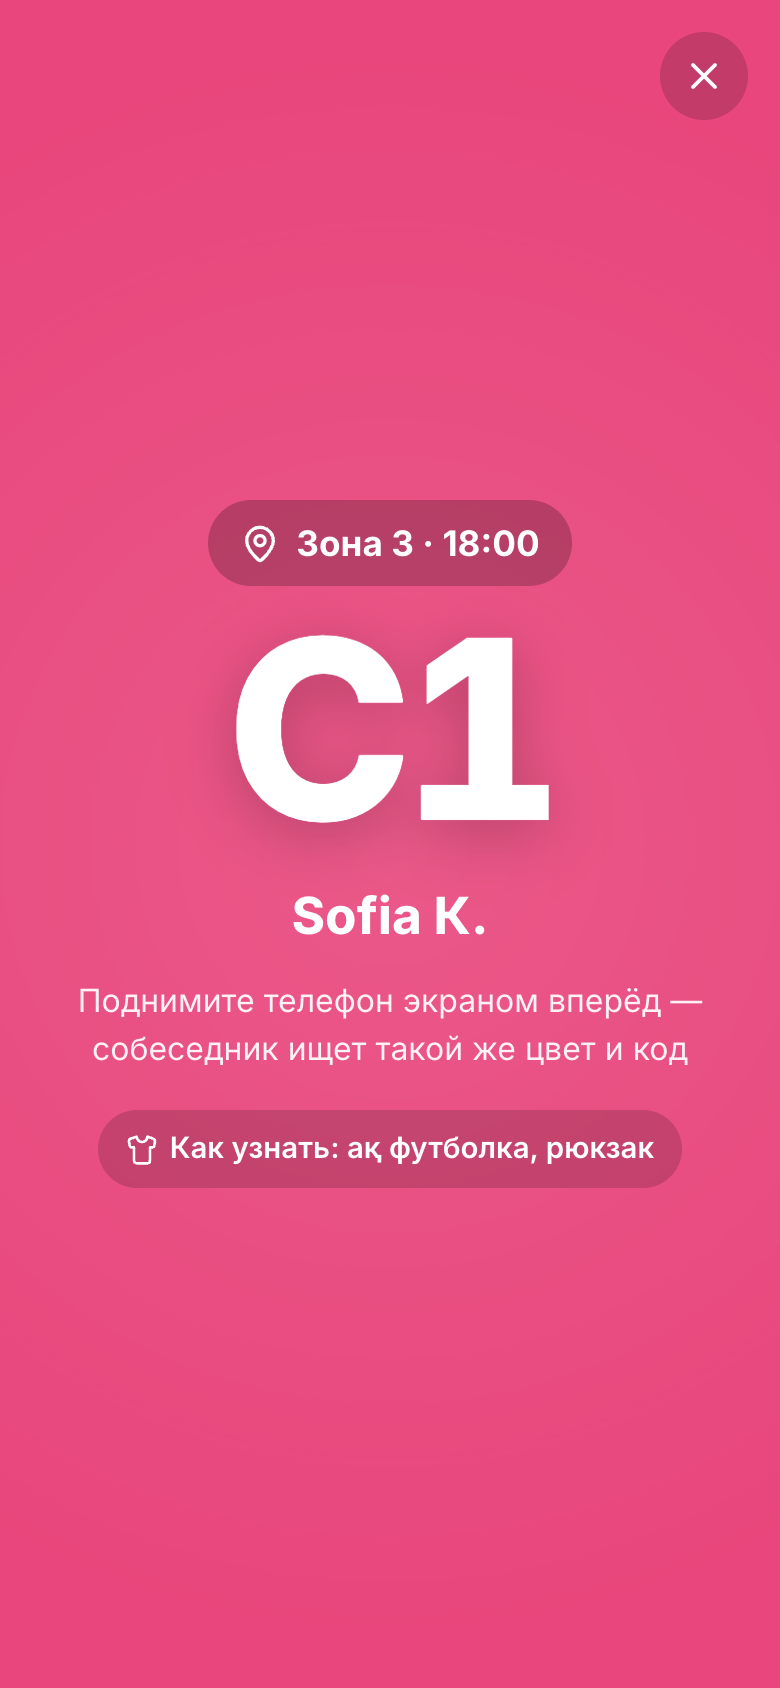 Зона 3 · 18:00
C1
Sofia К.
Поднимите телефон экраном вперёд —
собеседник ищет такой же цвет и код
Как узнать: ақ футболка, рюкзак